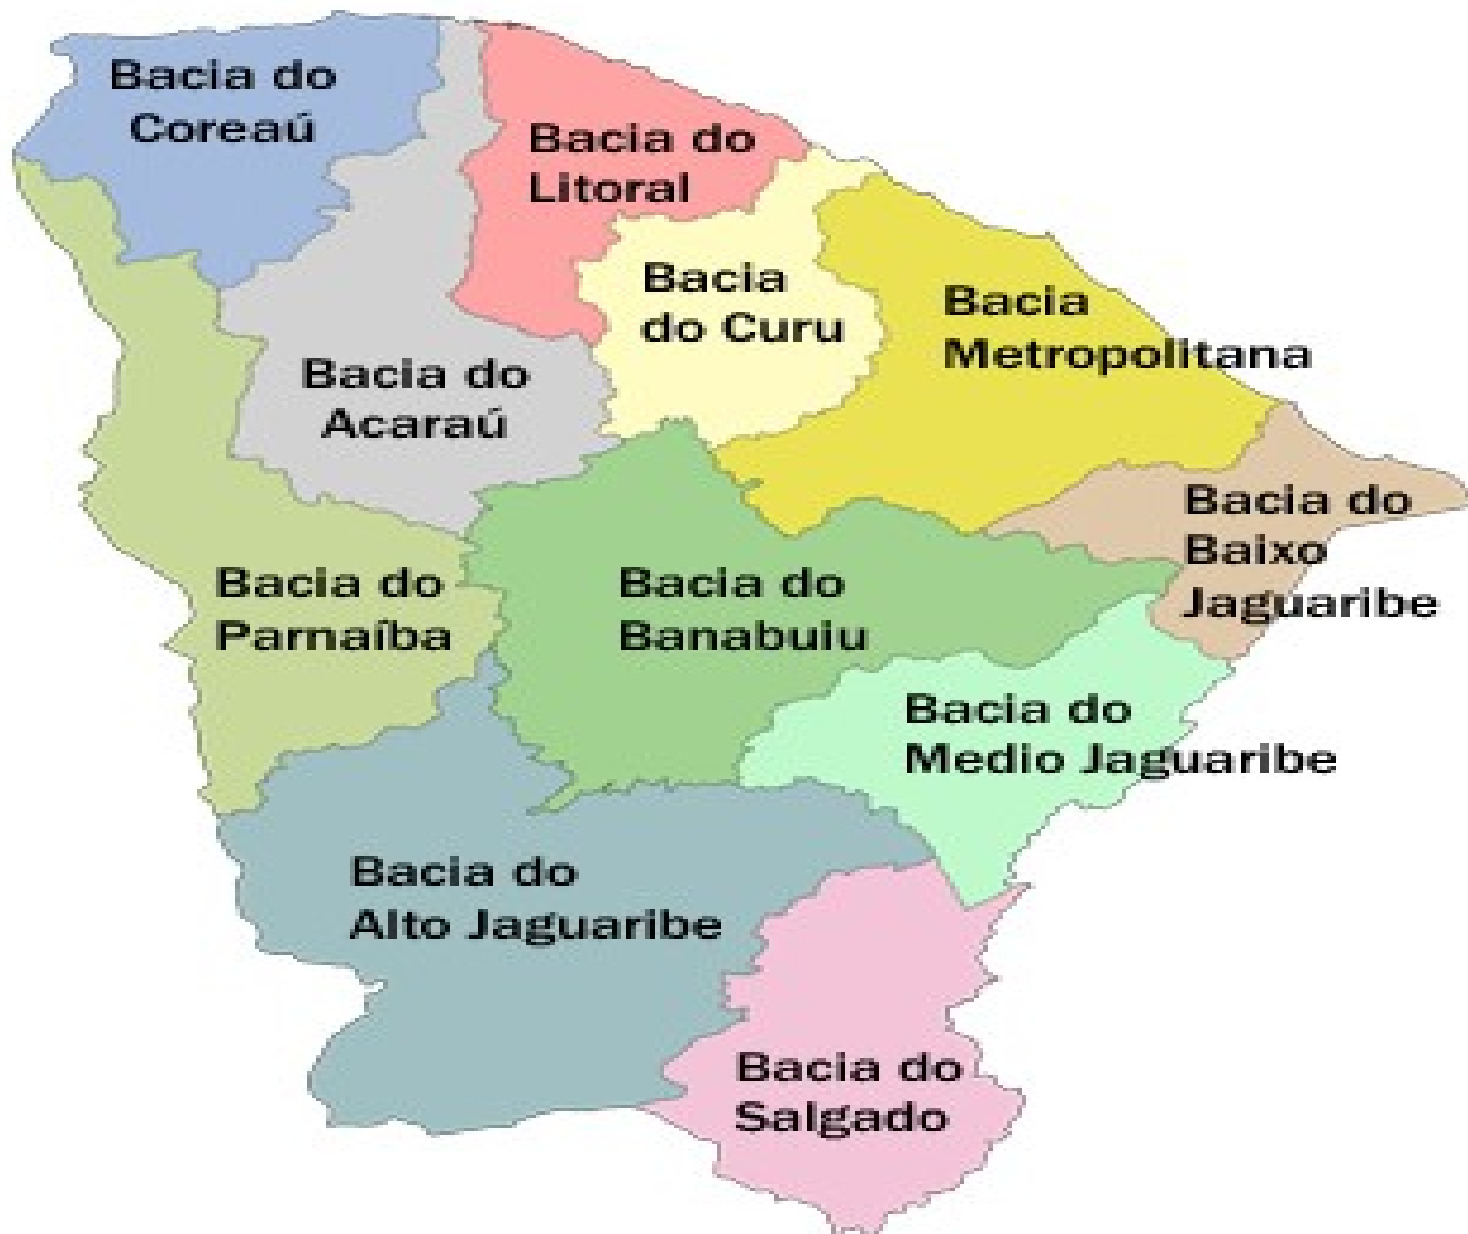 Bacia do
Coreaú
Bacia do
Litoral
Bacia
do Curu
Bacia
Metropolitana
Bacia do
Acaraú
Bacia do
Baixo
Jaguaribe
Bacia do
Parnaíba
Bacia do
Banabuiu
Bacia do
Medio Jaguaribe
Bacia do
Alto Jaguaribe
Bacia do
Salgado